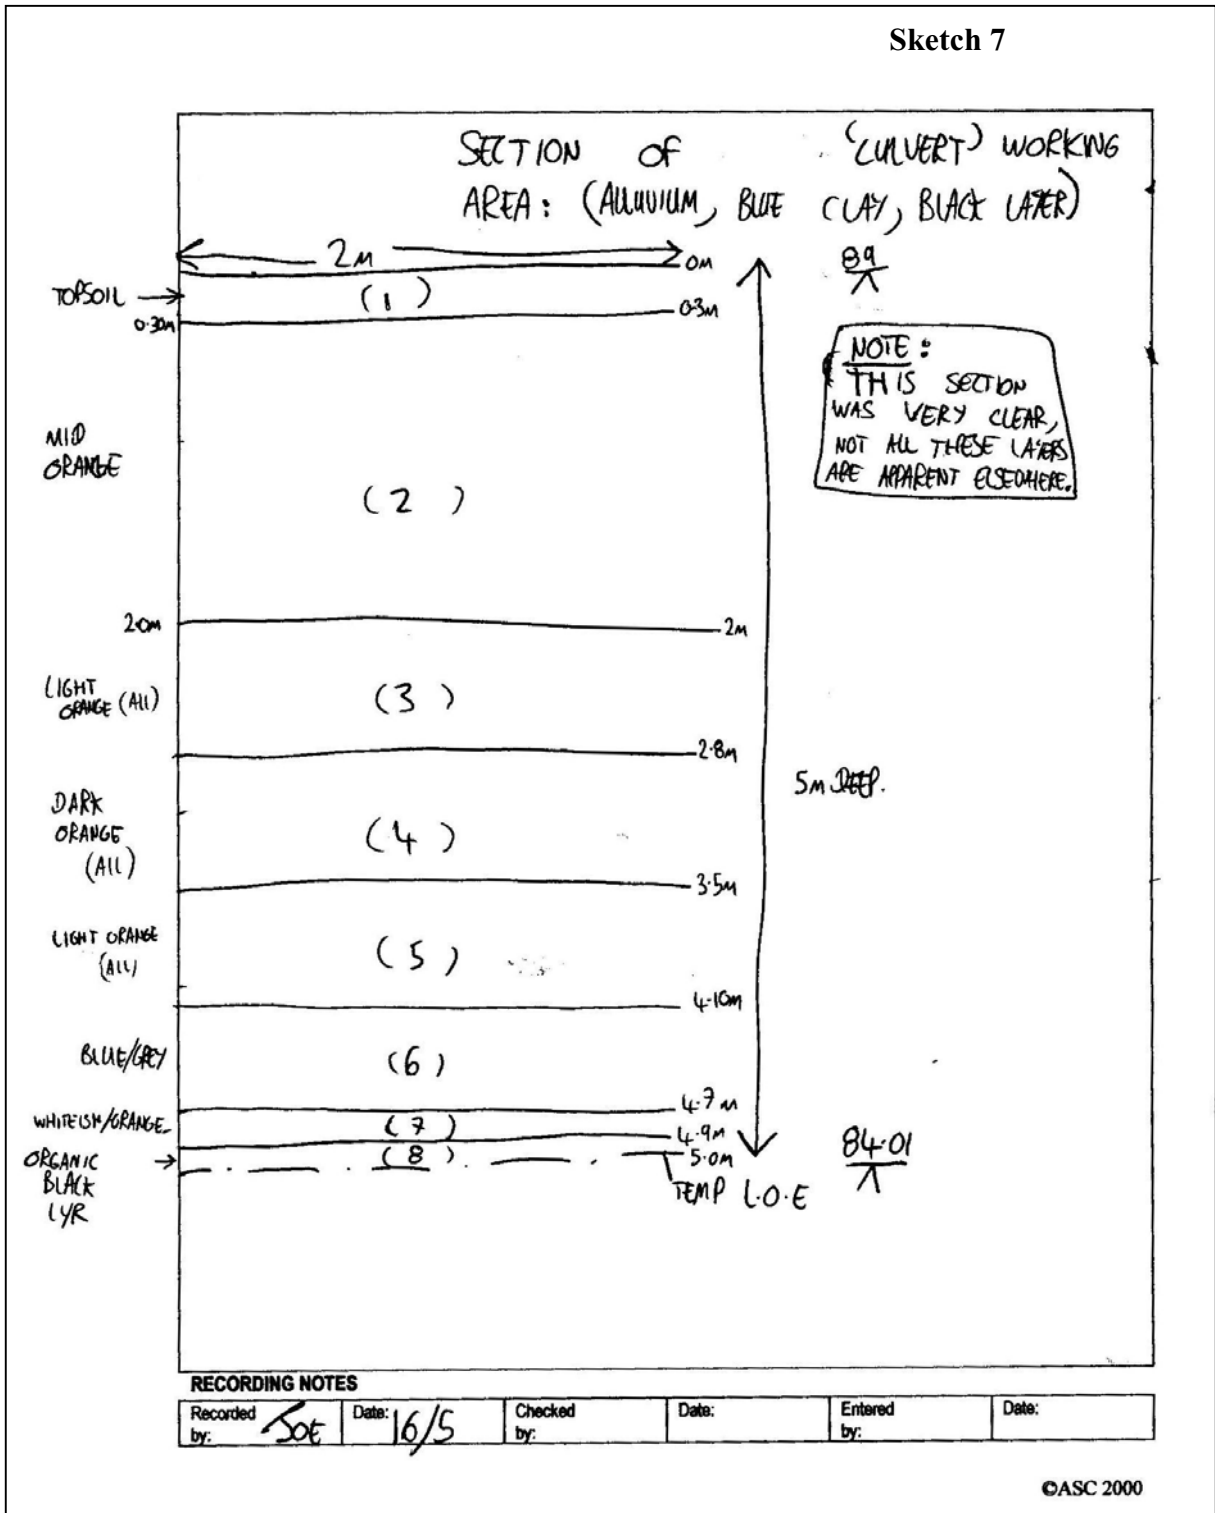 Sketch 7
SECTION OF 'CULVERT' WORKING
AREA: (ALLUVIUM, BLUE CLAY, BLACK LAYER)
2M
0M
89
TOPSOIL
(1)
0.30M
0.3M
NOTE:
THIS SECTION
WAS VERY CLEAR,
NOT ALL THESE LAYERS
ARE APPARENT ELSEWHERE.
MID
ORANGE
(2)
2.0M
2M
LIGHT
ORANGE (All)
(3)
2.8M
5M DEEP.
DARK
ORANGE
(All)
(4)
3.5M
LIGHT ORANGE
(All)
(5)
4.10M
BLUE/GREY
(6)
4.7M
WHITEISH/ORANGE
(7)
4.9M
ORGANIC
BLACK
LYR
(8)
5.0M
84.01
TEMP L.O.E
RECORDING NOTES
Recorded by: JOE Date: 16/5 Checked by: Date: Entered by: Date:
©ASC 2000